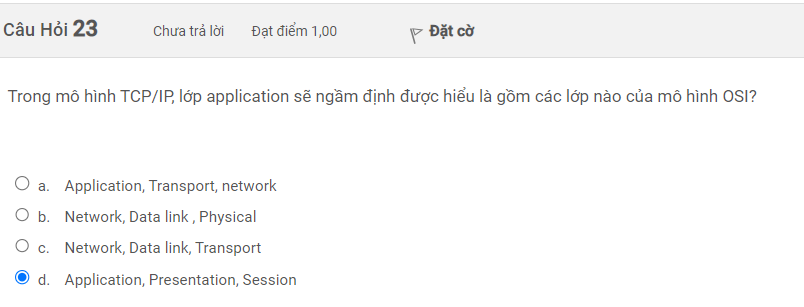 Câu Hỏi 23 Chưa trả lời Đạt điểm 1,00 Đặt cờ
Trong mô hình TCP/IP, lớp application sẽ ngầm định được hiểu là gồm các lớp nào của mô hình OSI?
a. Application, Transport, network
b. Network, Data link , Physical
c. Network, Data link, Transport
d. Application, Presentation, Session